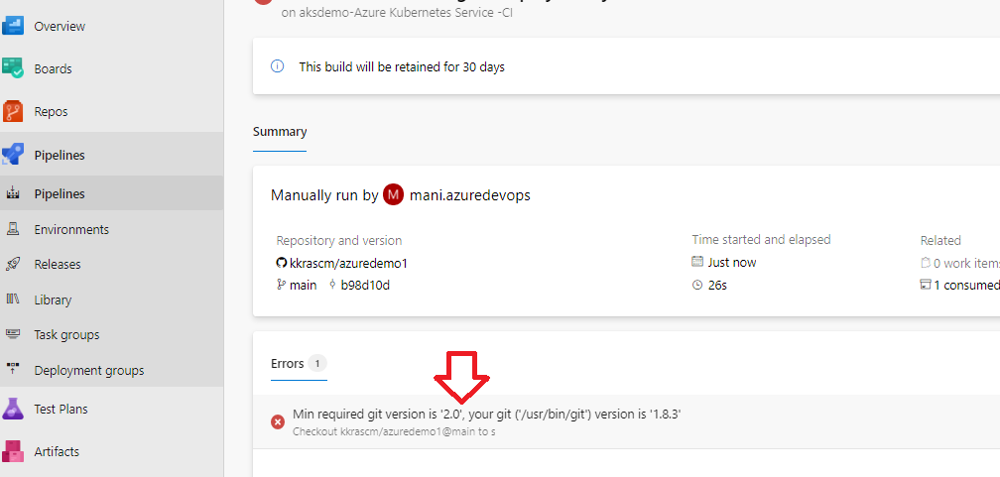 on aksdemo-Azure Kubernetes Service -CI
Overview
Boards
Repos
Pipelines
Pipelines
Environments
Releases
Library
Task groups
Deployment groups
Test Plans
Artifacts
This build will be retained for 30 days
Summary
Manually run by M mani.azuredevops
Repository and version
kkrascm/azuredemo1
main b98d10d
Time started and elapsed
Just now
26s
Related
0 work items
1 consumed
Errors 1
Min required git version is '2.0', your git ('/usr/bin/git') version is '1.8.3'
Checkout kkrascm/azuredemo1@main to s